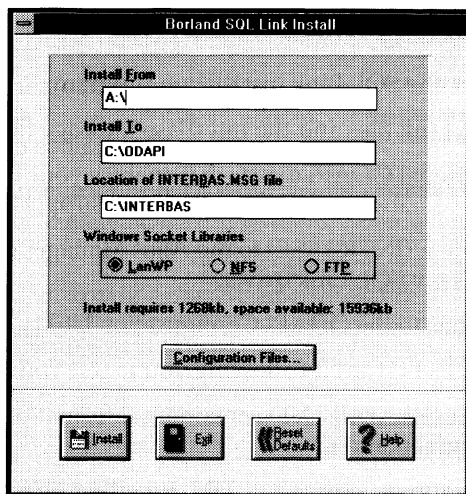 Borland SQL Link Install
Install From
A:\
Install To
C:\ODAPI
Location of INTERBAS.MSG file
C:\INTERBAS
Windows Socket Libraries
LanWP NFS FTP
Install requires 1268kb, space available: 15936kb
Configuration Files...
Install Exit Reset Defaults Help